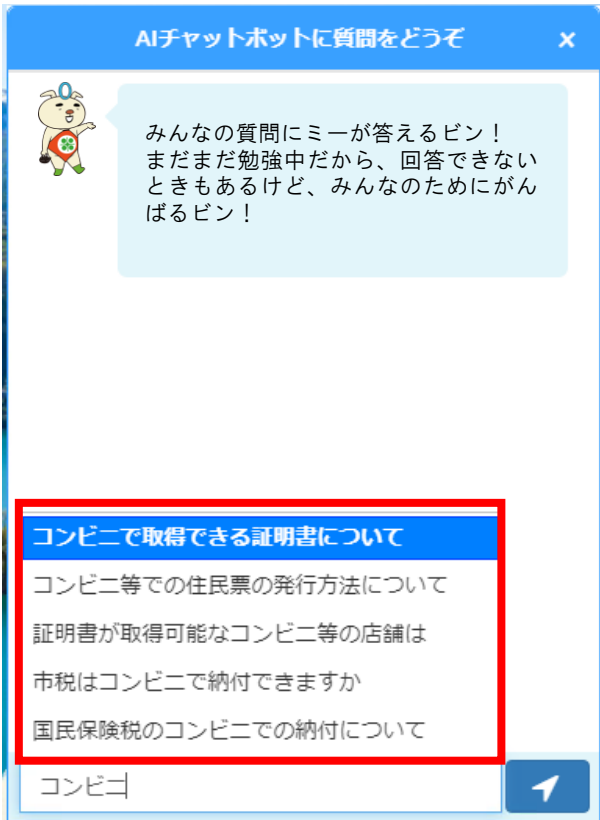 AIチャットボットに質問をどうぞ
x
みんなの質問にミーが答えるビン！
まだまだ勉強中だから、回答できない
ときもあるけど、みんなのためにがん
ばるビン！
コンビニで取得できる証明書について
コンビニ等での住民票の発行方法について
証明書が取得可能なコンビニ等の店舗は
市税はコンビニで納付できますか
国民保険税のコンビニでの納付について
コンビニ